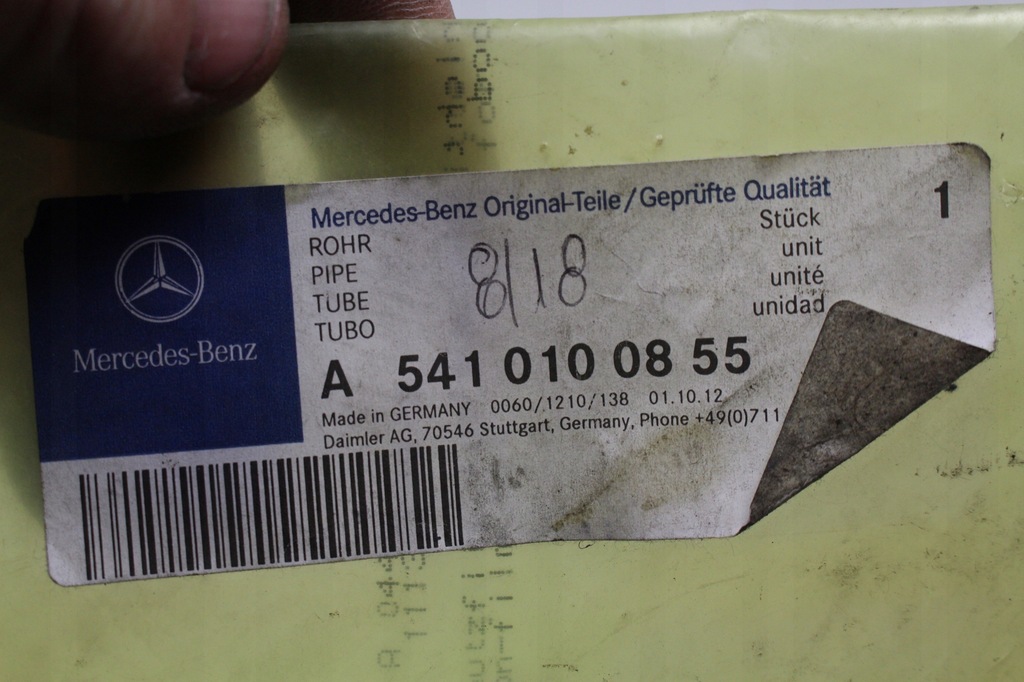 Mercedes-Benz
Mercedes-Benz Original-Teile/Geprüfte Qualität
ROHR
PIPE
TUBE
TUBO
8/18
Stück
unit
unité
unidad
1
A 541 010 08 55
Made in GERMANY 0060/1210/138 01.10.12
Daimler AG, 70546 Stuttgart, Germany, Phone +49(0)711